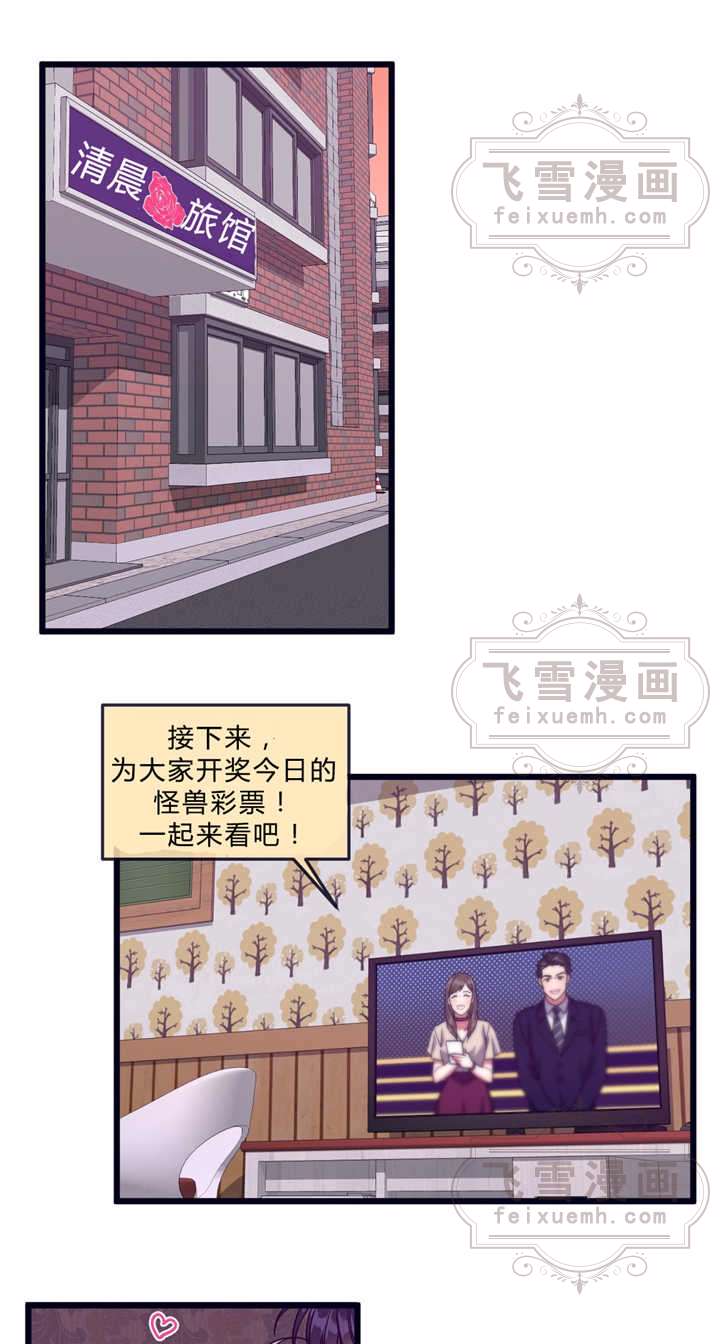 清晨 旅馆
飞雪漫画
feixuemh.com
飞雪漫画
feixuemh.com
接下来，
为大家开奖今日的
怪兽彩票！
一起来看吧！
飞雪漫画
feixuemh.com